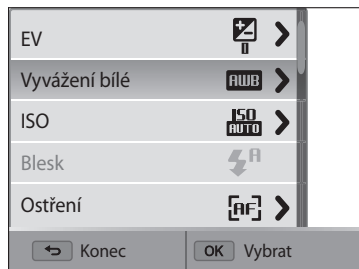 EV
Vyvážení bílé AWB
ISO ISO AUTO
Blesk A
Ostření AF
Konec OK Vybrat